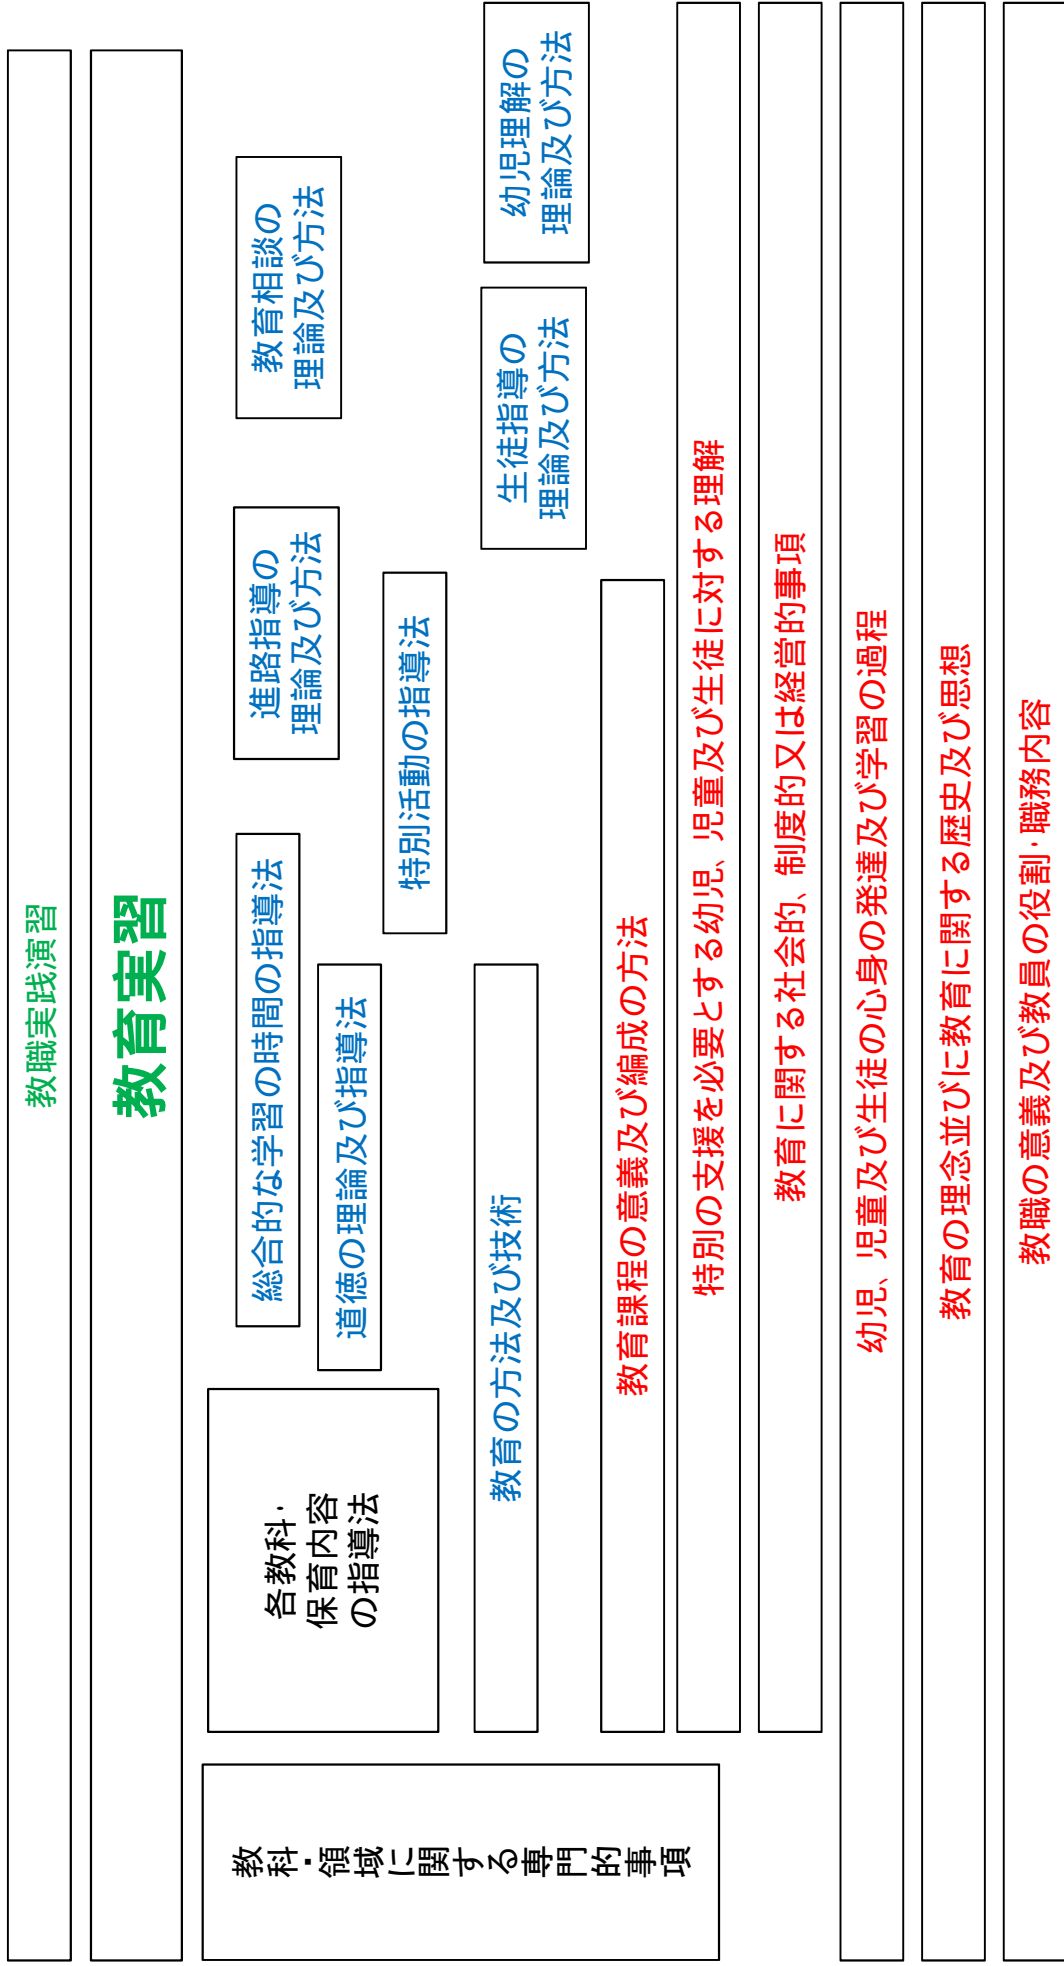 教職実践演習
教育実習
教科・領域に関する専門的事項
各教科・
保育内容
の指導法
総合的な学習の時間の指導法
道徳の理論及び指導法
進路指導の
理論及び方法
教育相談の
理論及び方法
特別活動の指導法
教育の方法及び技術
生徒指導の
理論及び方法
幼児理解の
理論及び方法
教育課程の意義及び編成の方法
特別の支援を必要とする幼児、児童及び生徒に対する理解
教育に関する社会的、制度的又は経営的事項
幼児、児童及び生徒の心身の発達及び学習の過程
教育の理念並びに教育に関する歴史及び思想
教職の意義及び教員の役割・職務内容